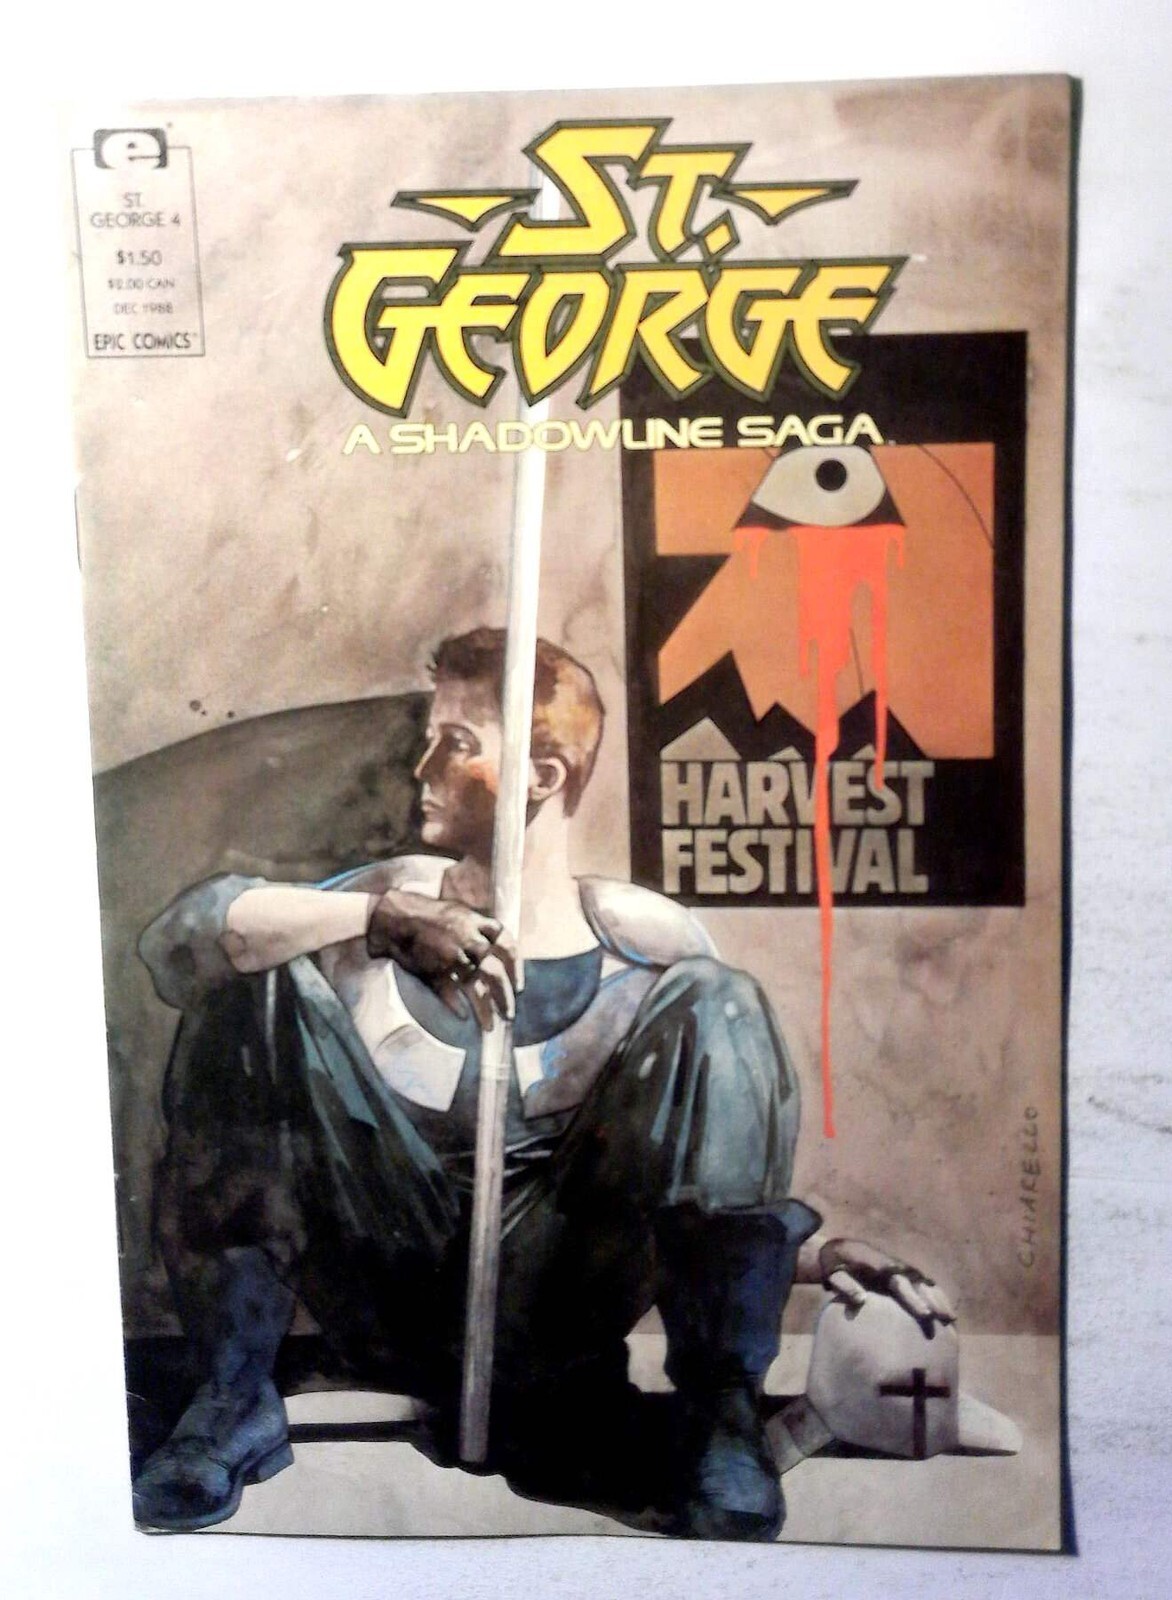 e
ST.
GEORGE 4
$1.50
$2.00 CAN
DEC 1988
EPIC COMICS
ST.
GEORGE
A SHADOWLINE SAGA
HARVEST
FESTIVAL
CHIARELLO